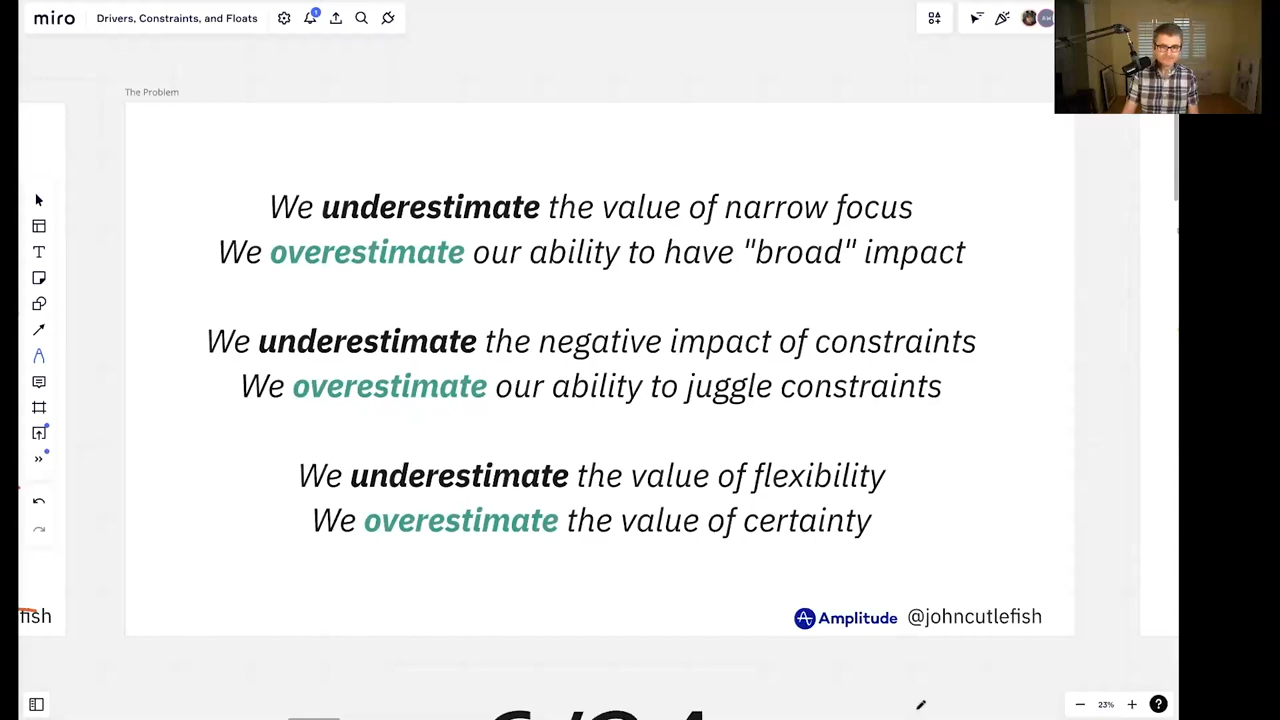 miro
Drivers, Constraints, and Floats
1
The Problem
We underestimate the value of narrow focus
We overestimate our ability to have "broad" impact
We underestimate the negative impact of constraints
We overestimate our ability to juggle constraints
We underestimate the value of flexibility
We overestimate the value of certainty
fish
Amplitude @johncutlefish
23%
?